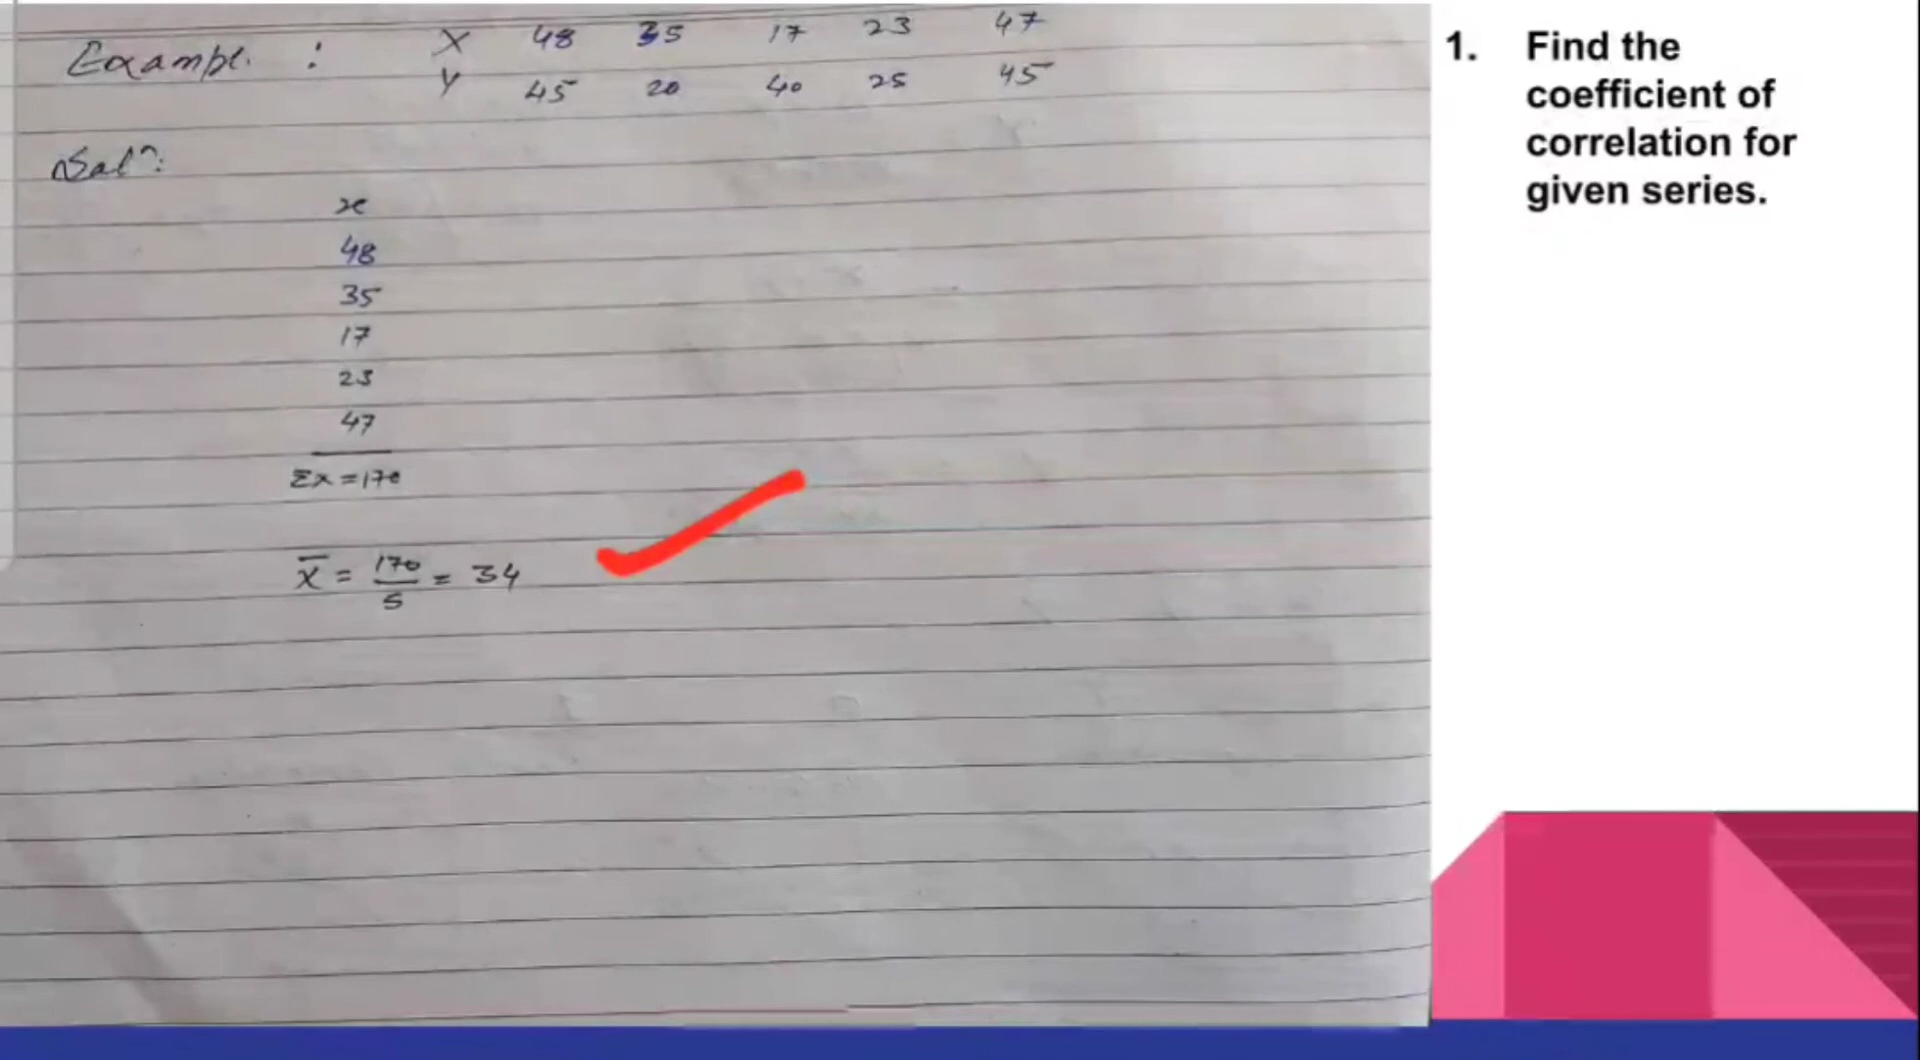 Example : X 48 35 17 23 47
Y 45 20 40 25 45
Solⁿ:
x
48
35
17
23
47
Σx = 170
x̄ = 170/5 = 34
1. Find the
coefficient of
correlation for
given series.